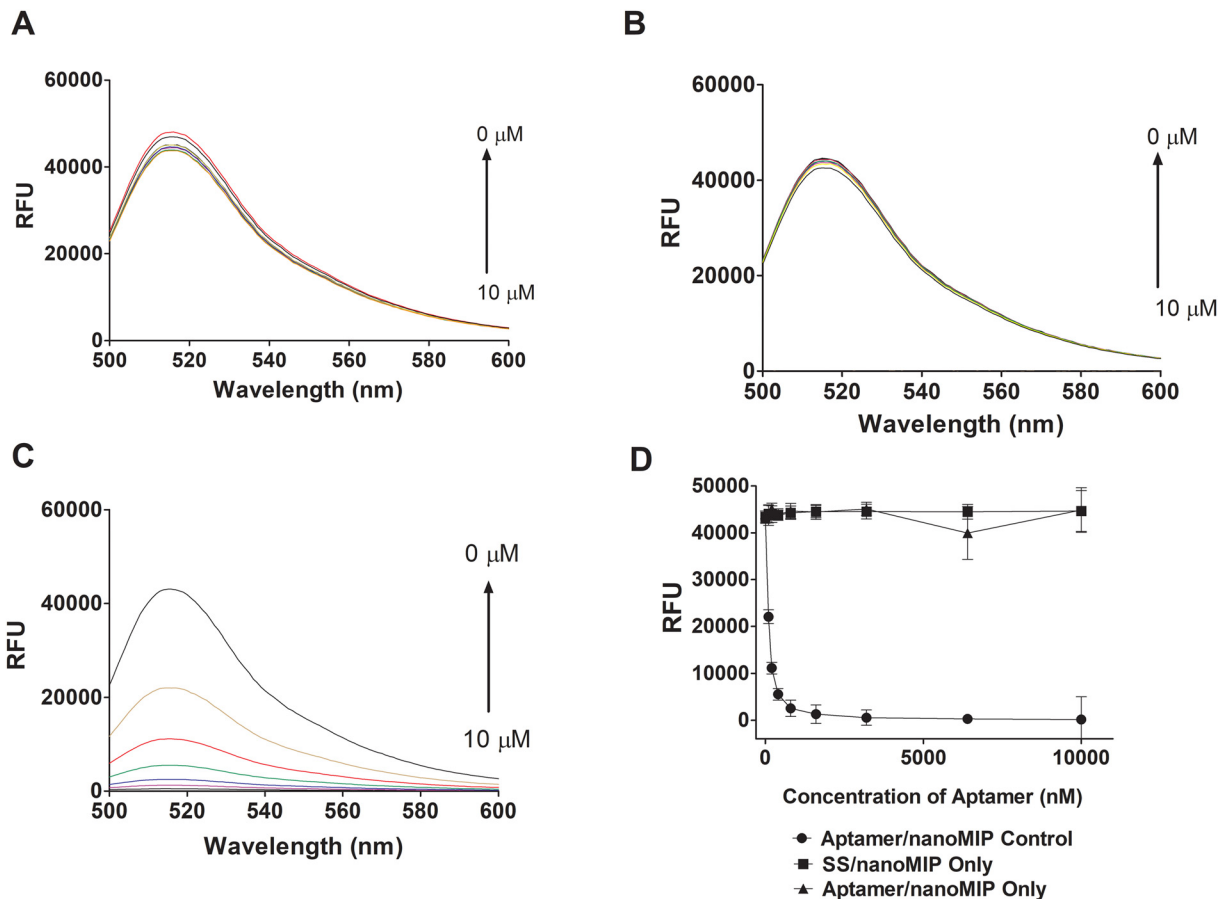 A
60000
40000
20000
0
RFU
500 520 540 560 580 600
Wavelength (nm)
0 μM
10 μM
B
60000
40000
20000
0
RFU
500 520 540 560 580 600
Wavelength (nm)
0 μM
10 μM
C
60000
40000
20000
0
RFU
500 520 540 560 580 600
Wavelength (nm)
0 μM
10 μM
D
50000
40000
30000
20000
10000
0
RFU
0 5000 10000
Concentration of Aptamer (nM)
Aptamer/nanoMIP Control
SS/nanoMIP Only
Aptamer/nanoMIP Only